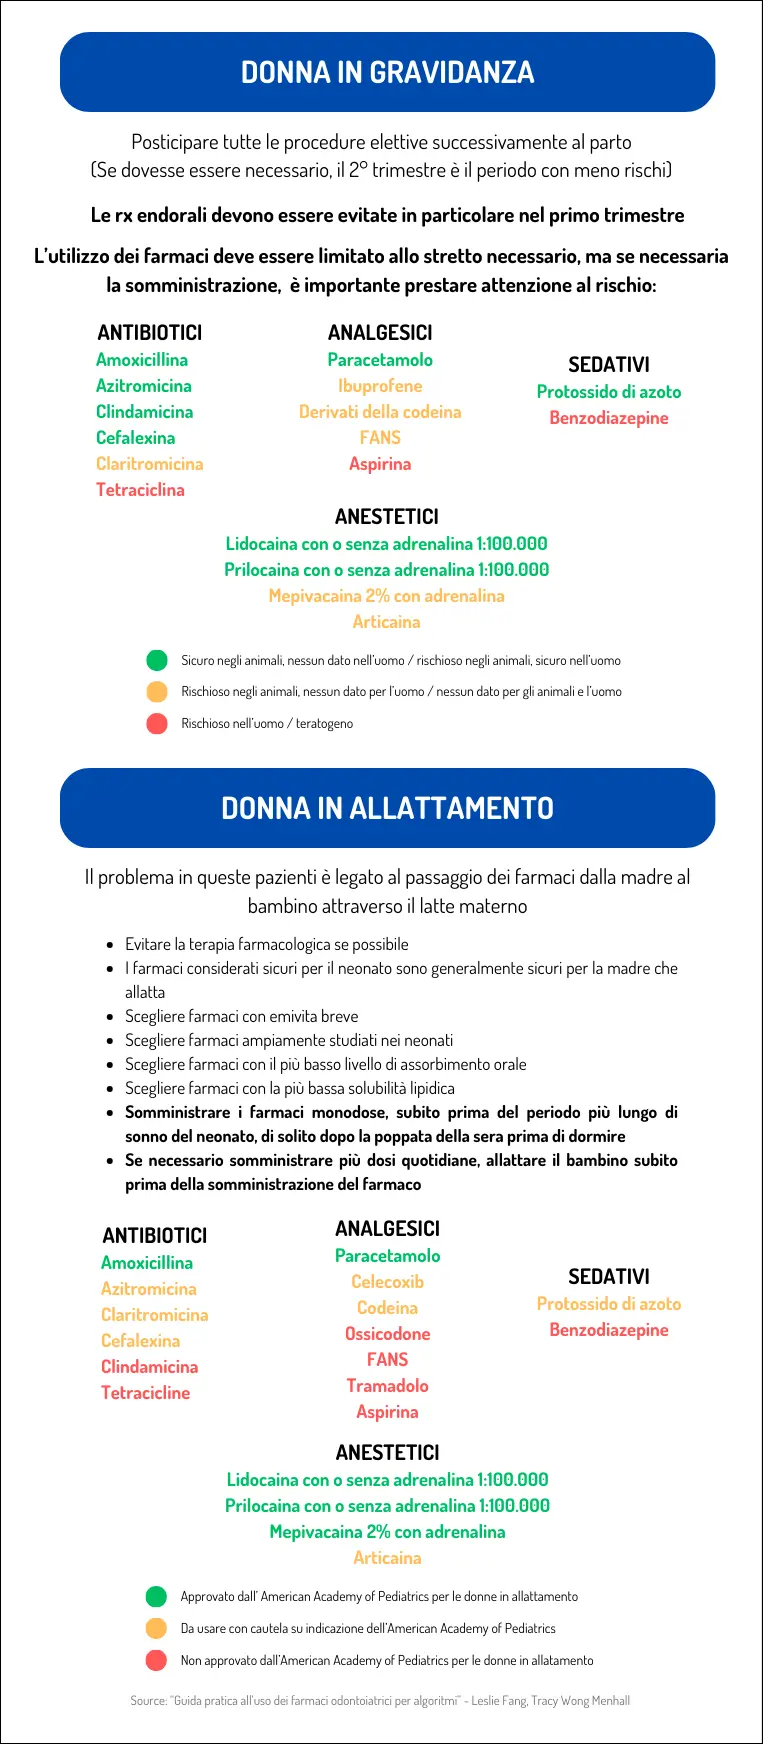 DONNA IN GRAVIDANZA
Posticipare tutte le procedure elettive successivamente al parto
(Se dovesse essere necessario, il 2° trimestre è il periodo con meno rischi)
Le rx endorali devono essere evitate in particolare nel primo trimestre
L'utilizzo dei farmaci deve essere limitato allo stretto necessario, ma se necessaria
la somministrazione, è importante prestare attenzione al rischio:
ANTIBIOTICI
Amoxicillina
Azitromicina
Clindamicina
Cefalexina
Claritromicina
Tetraciclina
ANALGESICI
Paracetamolo
Ibuprofene
Derivati della codeina
FANS
Aspirina
SEDATIVI
Protossido di azoto
Benzodiazepine
ANESTETICI
Lidocaina con o senza adrenalina 1:100.000
Prilocaina con o senza adrenalina 1:100.000
Mepivacaina 2% con adrenalina
Articaina
Sicuro negli animali, nessun dato nell'uomo / rischioso negli animali, sicuro nell'uomo
Rischioso negli animali, nessun dato per l'uomo / nessun dato per gli animali e l'uomo
Rischioso nell'uomo / teratogeno
DONNA IN ALLATTAMENTO
Il problema in queste pazienti è legato al passaggio dei farmaci dalla madre al
bambino attraverso il latte materno
• Evitare la terapia farmacologica se possibile
• I farmaci considerati sicuri per il neonato sono generalmente sicuri per la madre che
allatta
• Scegliere farmaci con emivita breve
• Scegliere farmaci ampiamente studiati nei neonati
• Scegliere farmaci con il più basso livello di assorbimento orale
• Scegliere farmaci con la più bassa solubilità lipidica
• Somministrare i farmaci monodose, subito prima del periodo più lungo di
sonno del neonato, di solito dopo la poppata della sera prima di dormire
• Se necessario somministrare più dosi quotidiane, allattare il bambino subito
prima della somministrazione del farmaco
ANTIBIOTICI
Amoxicillina
Azitromicina
Claritromicina
Cefalexina
Clindamicina
Tetracicline
ANALGESICI
Paracetamolo
Celecoxib
Codeina
Ossicodone
FANS
Tramadolo
Aspirina
SEDATIVI
Protossido di azoto
Benzodiazepine
ANESTETICI
Lidocaina con o senza adrenalina 1:100.000
Prilocaina con o senza adrenalina 1:100.000
Mepivacaina 2% con adrenalina
Articaina
Approvato dall' American Academy of Pediatrics per le donne in allattamento
Da usare con cautela su indicazione dell'American Academy of Pediatrics
Non approvato dall'American Academy of Pediatrics per le donne in allatamento
Source: "Guida pratica all'uso dei farmaci odontoiatrici per algoritmi" - Leslie Fang, Tracy Wong Menhall